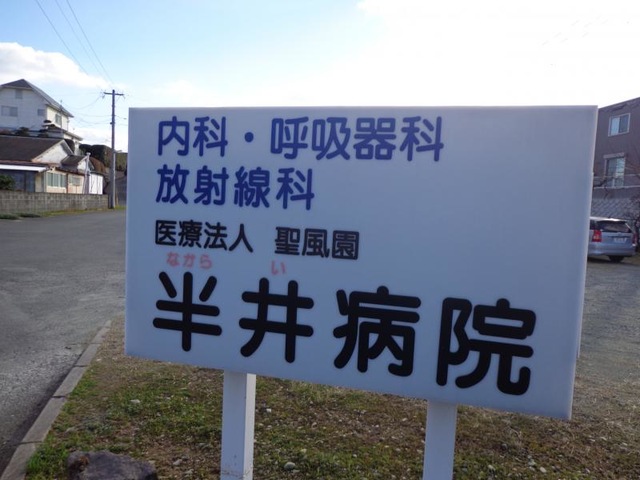 内科・呼吸器科
放射線科
医療法人 聖風園
なからい
半井病院